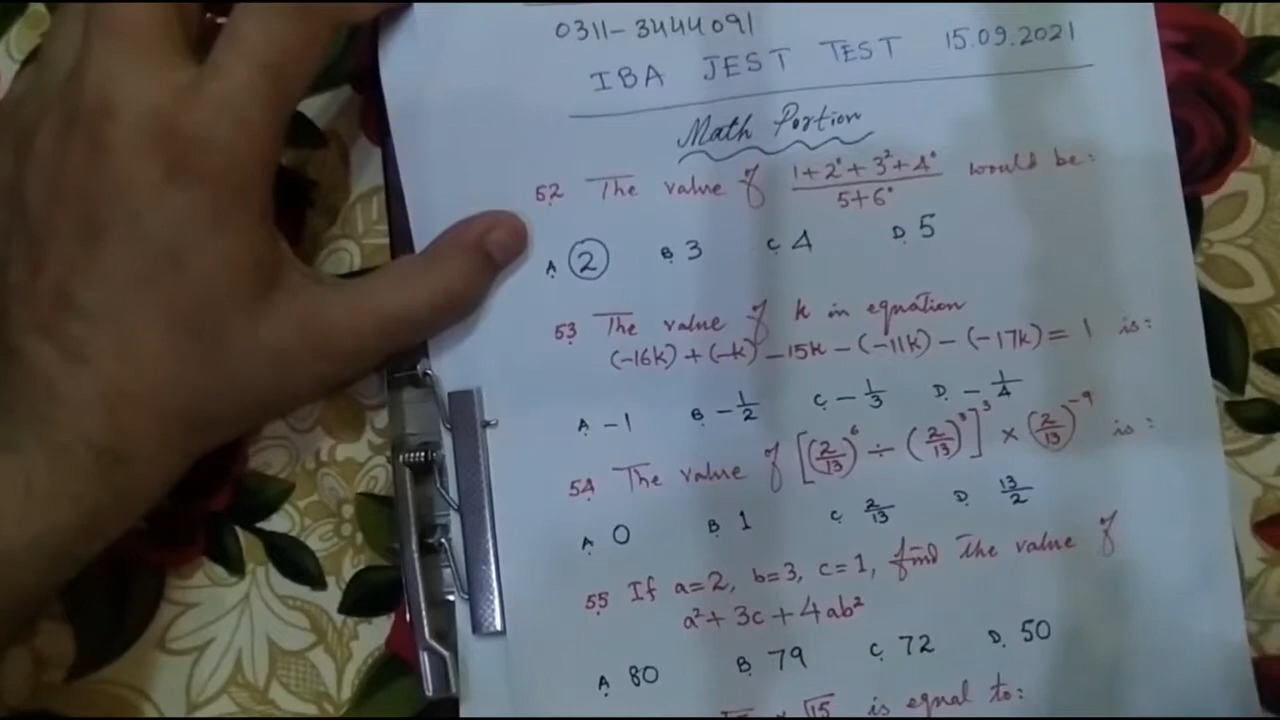 0311-3444091
IBA JEST TEST 15.09.2021
Math Portion
52 The value of (1+2°+3²+4°)/(5+6°) would be:
A. 2 B. 3 C. 4 D. 5
53 The value of k in equation
(-16k)+(-k)-15k-(-11k)-(-17k)=1 is:
A. -1 B. -1/2 C. -1/3 D. -1/4
54 The value of [(2/13)⁶ ÷ (2/13)³]³ × (2/13)⁻⁹ is:
A. 0 B. 1 C. 2/13 D. 13/2
55 If a=2, b=3, c=1, find the value of
a²+3c+4ab²
A. 80 B. 79 C. 72 D. 50
√15 is equal to: